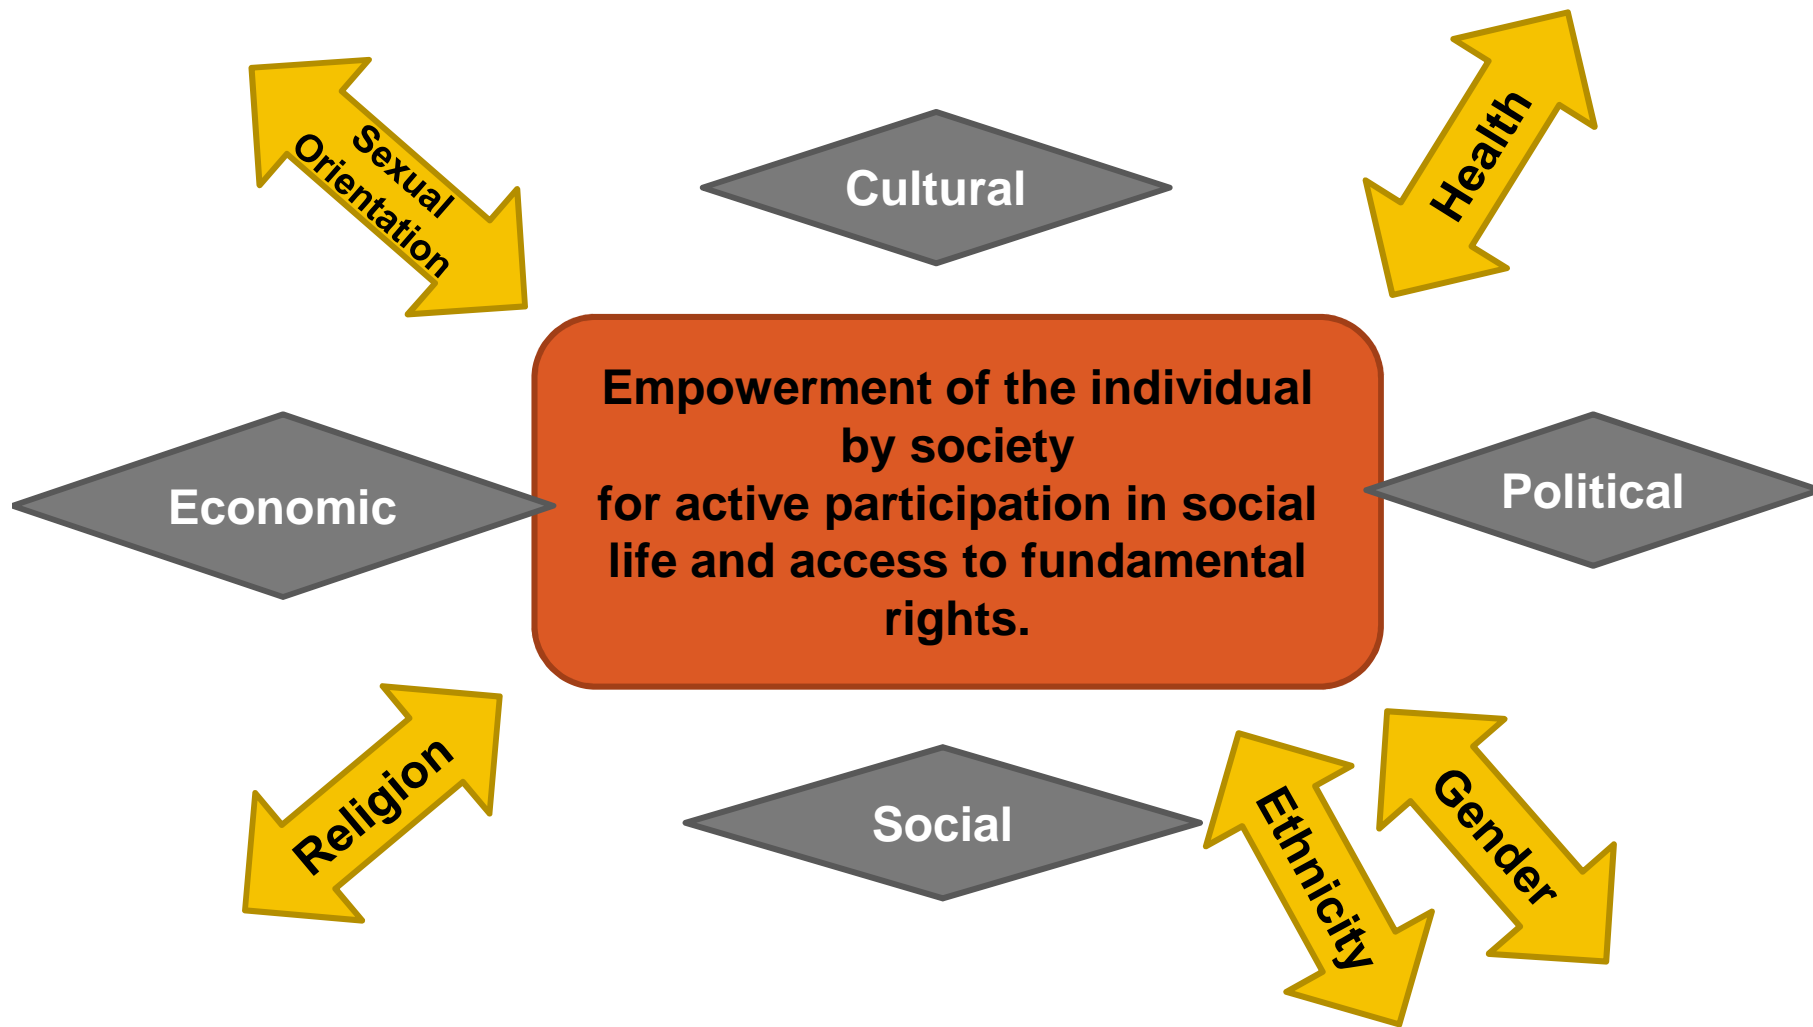 Sexual
Orientation
Health
Cultural
Empowerment of the individual
by society
for active participation in social
life and access to fundamental
rights.
Economic
Political
Religion
Social
Ethnicity
Gender